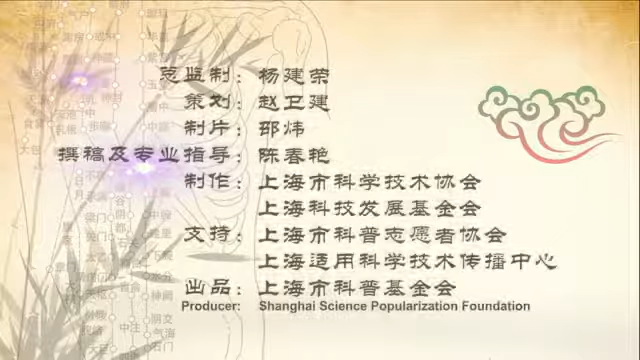 总监制：杨建荣
策划：赵卫建
制片：邵炜
撰稿及专业指导：陈春艳
制作：上海市科学技术协会
上海科技发展基金会
支持：上海市科普志愿者协会
上海适用科学技术传播中心
出品：上海市科普基金会
Producer: Shanghai Science Popularization Foundation